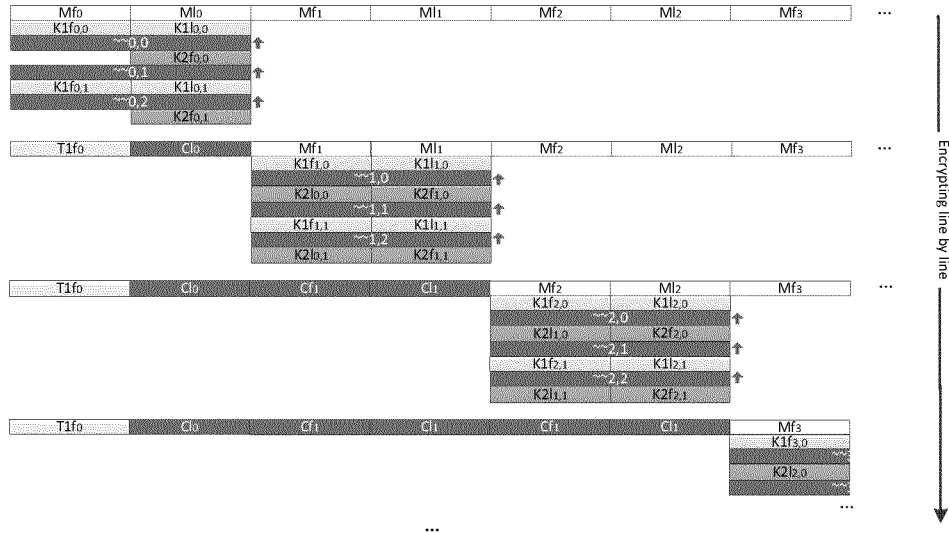 Mf0 Ml0 Mf1 Ml1 Mf2 Ml2 Mf3 ...
K1f0,0 K1l0,0
~~0,0
K2f0,0
~~0,1
K1f0,1 K1l0,1
~~0,2
K2f0,1
T1f0 Cl0 Mf1 Ml1 Mf2 Ml2 Mf3 ...
K1f1,0 K1l1,0
~~1,0
K2l0,0 K2f1,0
~~1,1
K1f1,1 K1l1,1
~~1,2
K2l0,1 K2f1,1
T1f0 Cl0 Cf1 Cl1 Mf2 Ml2 Mf3 ...
K1f2,0 K1l2,0
~~2,0
K2l1,0 K2f2,0
~~2,1
K1f2,1 K1l2,1
~~2,2
K2l1,1 K2f2,1
T1f0 Cl0 Cf1 Cl1 Cf1 Cl1 Mf3
K1f3,0
~~
K2l2,0
~~
...
...
Encrypting line by line